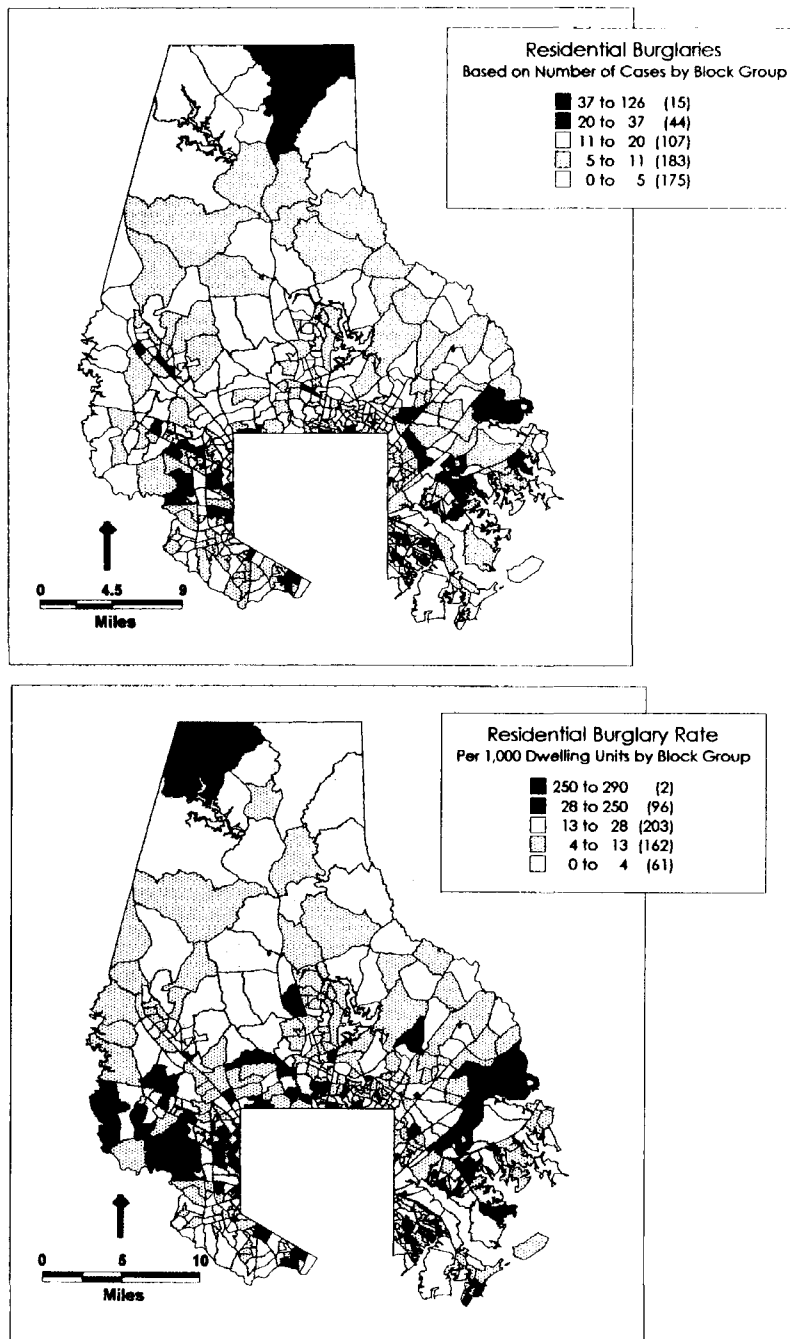 Residential Burglaries
Based on Number of Cases by Block Group
37 to 126 (15)
20 to 37 (44)
11 to 20 (107)
5 to 11 (183)
0 to 5 (175)
0 4.5 9
Miles
Residential Burglary Rate
Per 1,000 Dwelling Units by Block Group
250 to 290 (2)
28 to 250 (96)
13 to 28 (203)
4 to 13 (162)
0 to 4 (61)
0 5 10
Miles